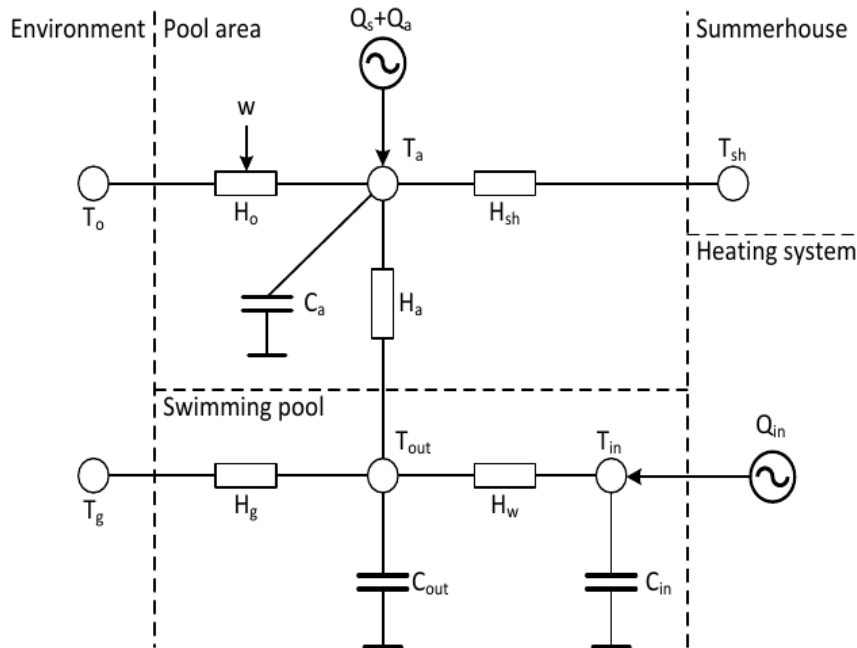 Environment
Pool area
Qs+Qa
Summerhouse
w
Ta
Tsh
To
Ho
Hsh
Heating system
Ca
Ha
Swimming pool
Tout
Tin
Qin
Tg
Hg
Hw
Cout
Cin